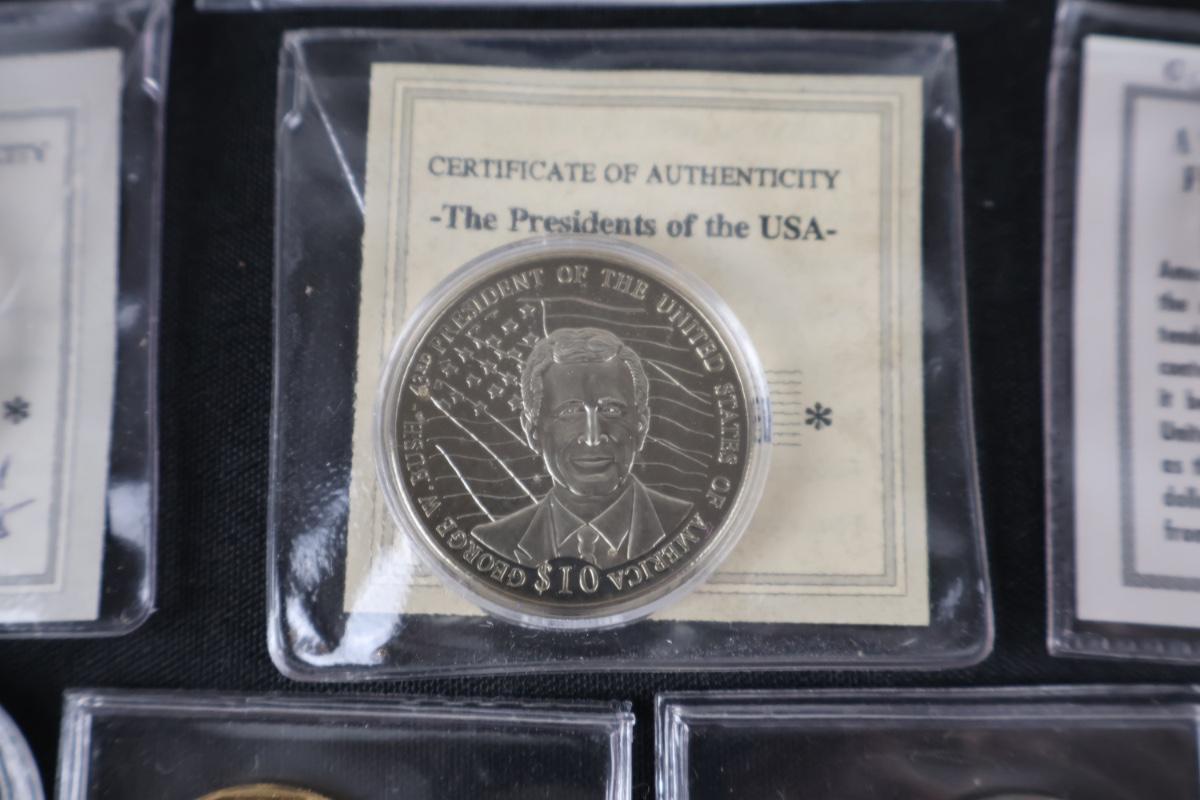 CERTIFICATE OF AUTHENTICITY
-The Presidents of the USA-
GEORGE W. BUSH - 43RD PRESIDENT OF THE UNITED STATES OF AMERICA
$10
*
*